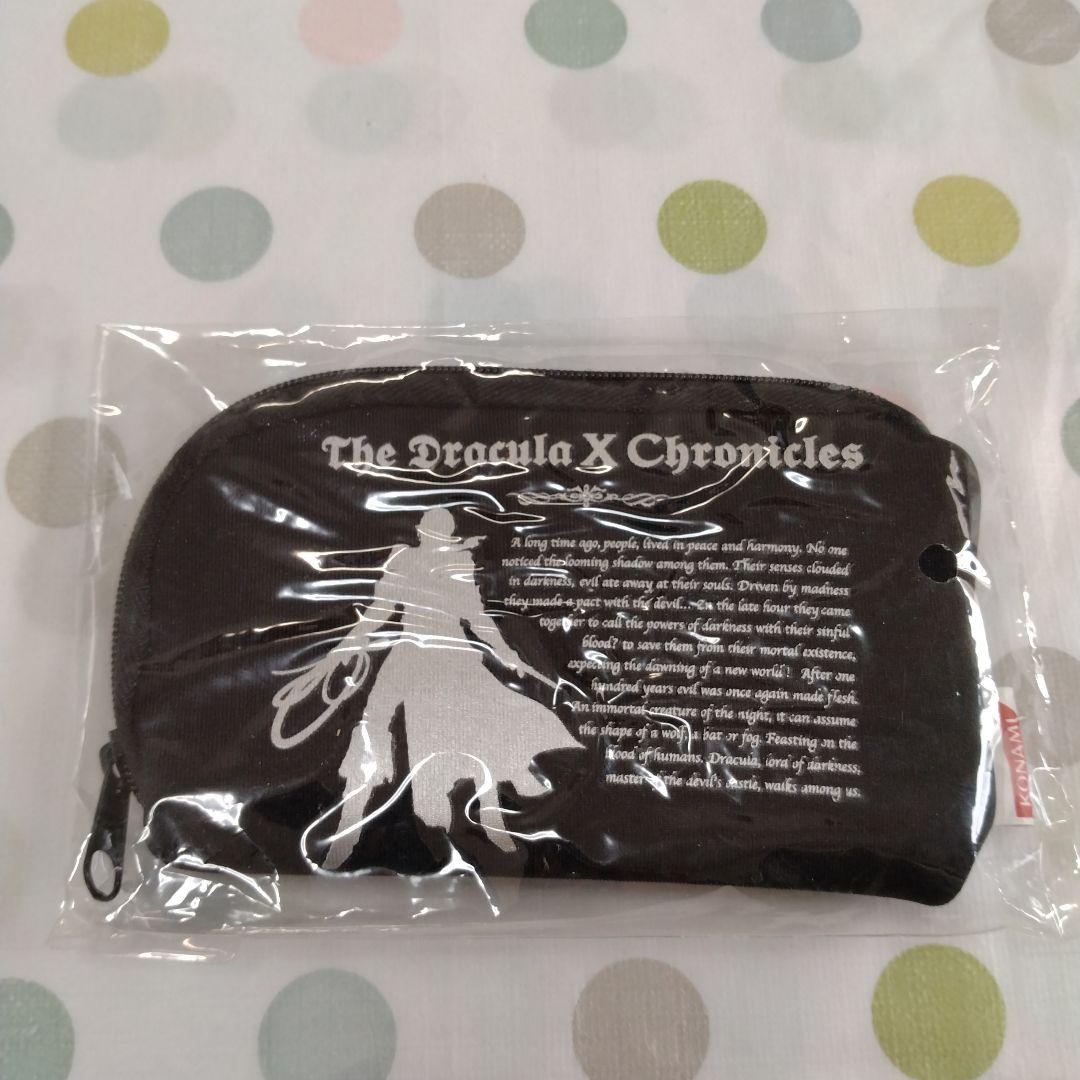 The Dracula X Chronicles
A long time ago, people, lived in peace and harmony. No one
noticed the looming shadow among them. Their senses clouded
in darkness, evil ate away at their souls. Driven by madness
they made a pact with the devil... In the late hour they came
together to call the powers of darkness with their sinful
blood? to save them from their mortal existence,
expecting the dawning of a new world! After one
hundred years evil was once again made flesh.
An immortal creature of the night, it can assume
the shape of a wolf, a bat or fog. Feasting on the
blood of humans. Dracula, lord of darkness,
master of the devil's castle, walks among us.
KONAMI